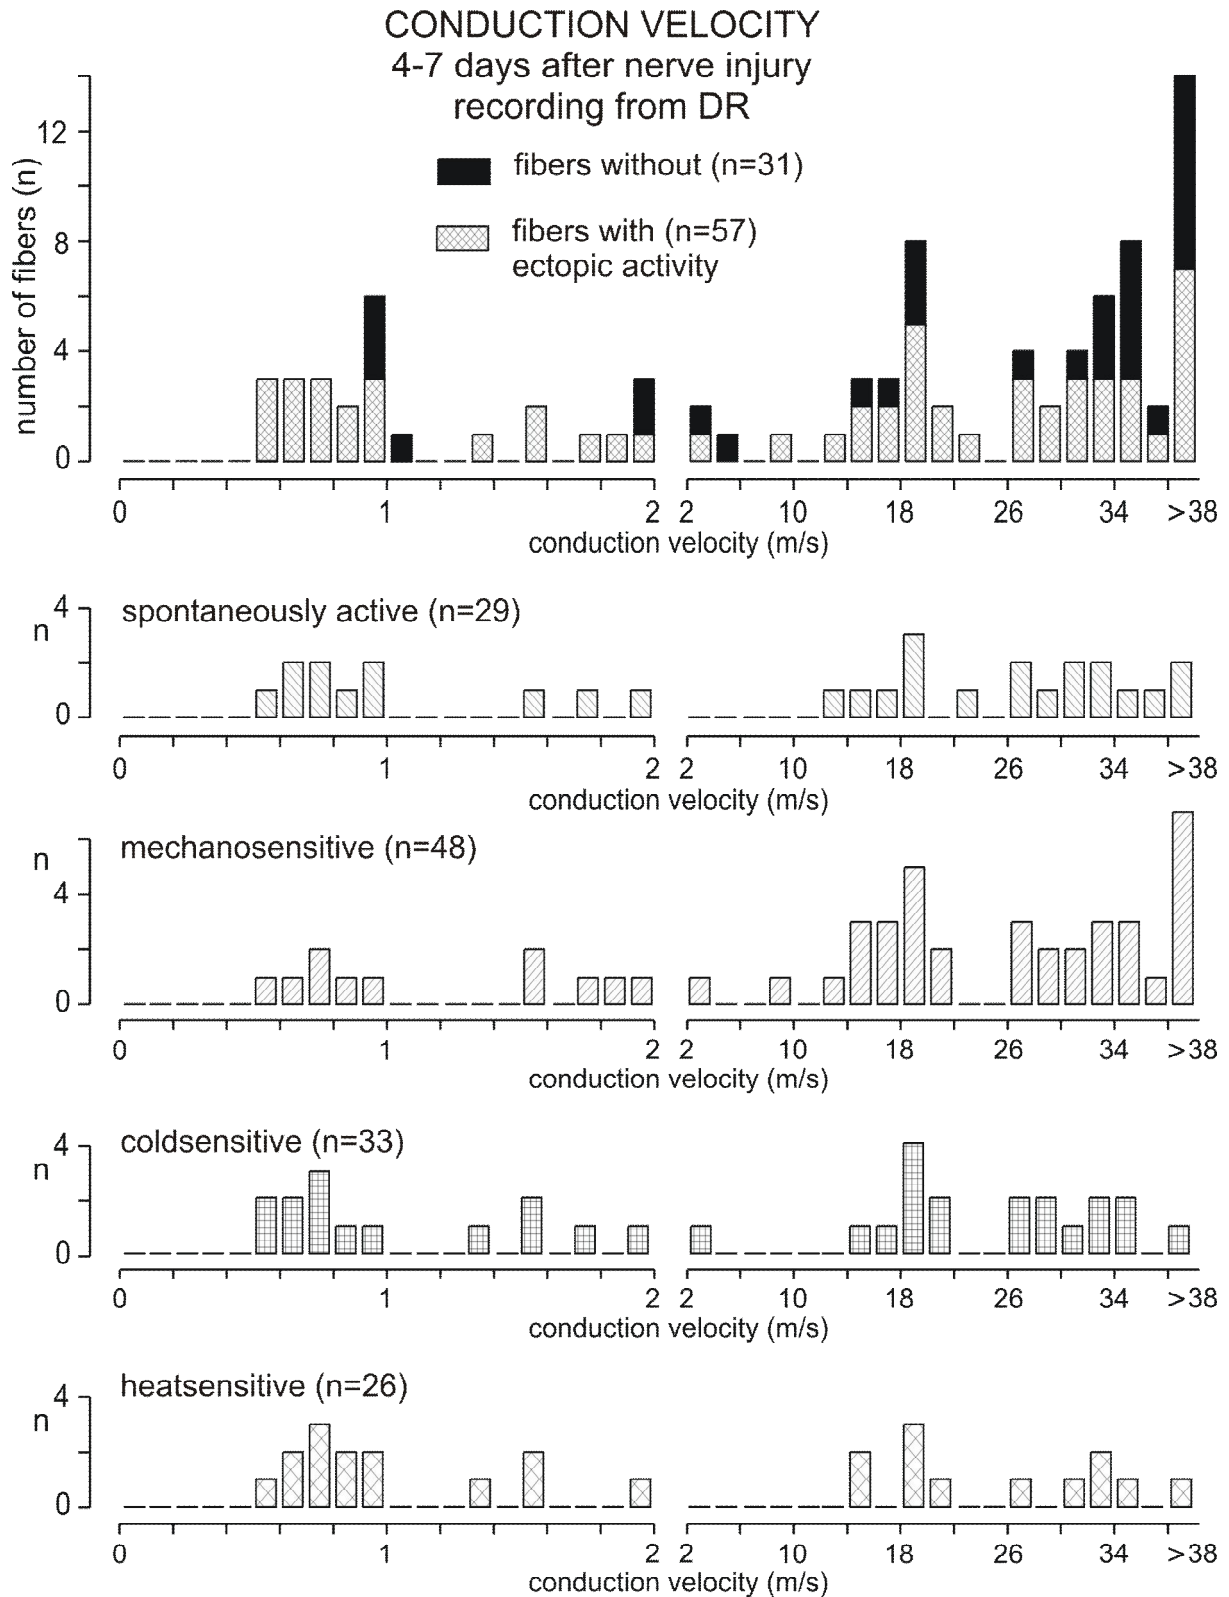 CONDUCTION VELOCITY
4-7 days after nerve injury
recording from DR
fibers without (n=31)
fibers with (n=57)
ectopic activity
number of fibers (n)
12
8
4
0
0 1 2 2 10 18 26 34 >38
conduction velocity (m/s)
spontaneously active (n=29)
4
n
0
0 1 2 2 10 18 26 34 >38
conduction velocity (m/s)
mechanosensitive (n=48)
n
4
0
0 1 2 2 10 18 26 34 >38
conduction velocity (m/s)
coldsensitive (n=33)
4
n
0
0 1 2 2 10 18 26 34 >38
conduction velocity (m/s)
heatsensitive (n=26)
4
n
0
0 1 2 2 10 18 26 34 >38
conduction velocity (m/s)